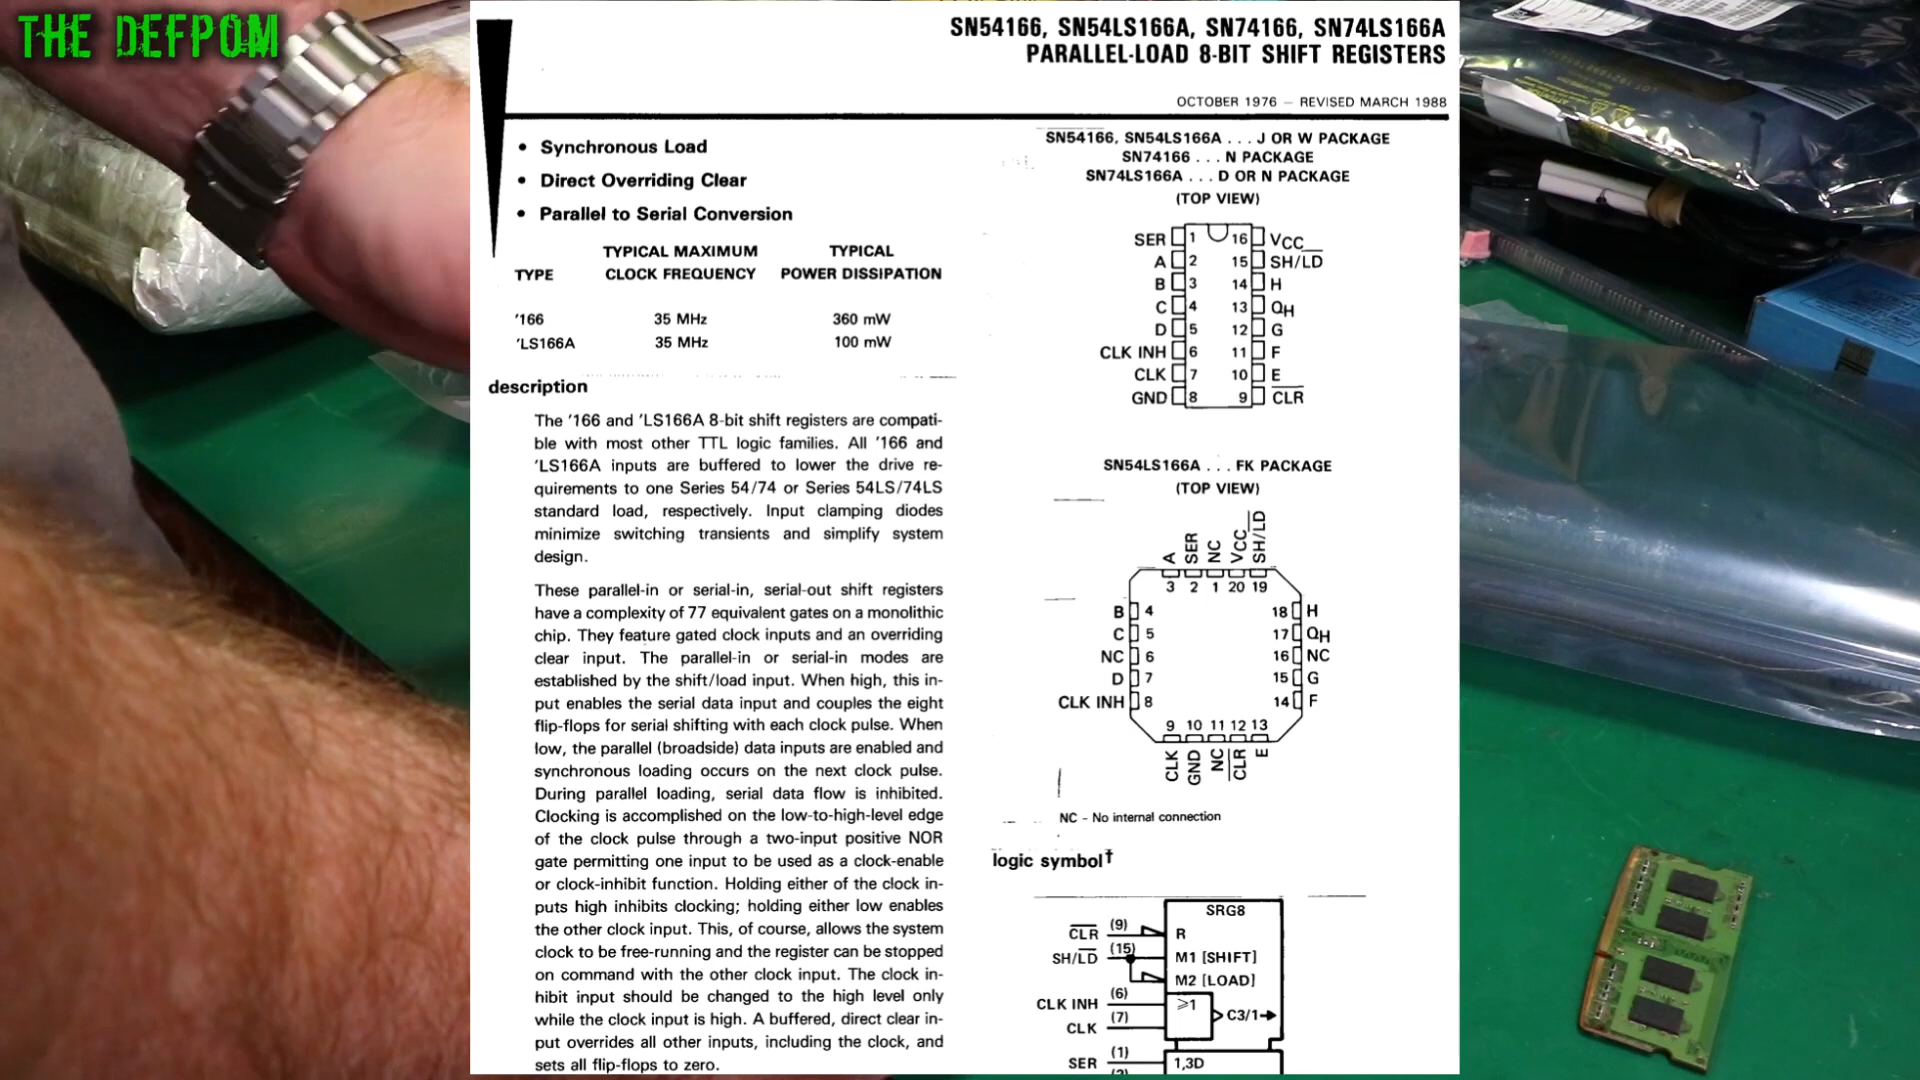 THE DEFPOM
SN54166, SN54LS166A, SN74166, SN74LS166A
PARALLEL-LOAD 8-BIT SHIFT REGISTERS
OCTOBER 1976 – REVISED MARCH 1988
• Synchronous Load
• Direct Overriding Clear
• Parallel to Serial Conversion
TYPICAL MAXIMUM TYPICAL
TYPE CLOCK FREQUENCY POWER DISSIPATION
'166 35 MHz 360 mW
'LS166A 35 MHz 100 mW
description
The '166 and 'LS166A 8-bit shift registers are compati-
ble with most other TTL logic families. All '166 and
'LS166A inputs are buffered to lower the drive re-
quirements to one Series 54/74 or Series 54LS/74LS
standard load, respectively. Input clamping diodes
minimize switching transients and simplify system
design.
These parallel-in or serial-in, serial-out shift registers
have a complexity of 77 equivalent gates on a monolithic
chip. They feature gated clock inputs and an overriding
clear input. The parallel-in or serial-in modes are
established by the shift/load input. When high, this in-
put enables the serial data input and couples the eight
flip-flops for serial shifting with each clock pulse. When
low, the parallel (broadside) data inputs are enabled and
synchronous loading occurs on the next clock pulse.
During parallel loading, serial data flow is inhibited.
Clocking is accomplished on the low-to-high-level edge
of the clock pulse through a two-input positive NOR
gate permitting one input to be used as a clock-enable
or clock-inhibit function. Holding either of the clock in-
puts high inhibits clocking; holding either low enables
the other clock input. This, of course, allows the system
clock to be free-running and the register can be stopped
on command with the other clock input. The clock in-
hibit input should be changed to the high level only
while the clock input is high. A buffered, direct clear in-
put overrides all other inputs, including the clock, and
sets all flip-flops to zero.
SN54166, SN54LS166A . . . J OR W PACKAGE
SN74166 . . . N PACKAGE
SN74LS166A . . . D OR N PACKAGE
(TOP VIEW)
SER 1 16 VCC
A 2 15 SH/LD
B 3 14 H
C 4 13 QH
D 5 12 G
CLK INH 6 11 F
CLK 7 10 E
GND 8 9 CLR
SN54LS166A . . . FK PACKAGE
(TOP VIEW)
A SER NC VCC SH/LD
3 2 1 20 19
B 4 18 H
C 5 17 QH
NC 6 16 NC
D 7 15 G
CLK INH 8 14 F
9 10 11 12 13
CLK GND NC CLR E
NC – No internal connection
logic symbol†
SRG8
CLR (9) R
SH/LD (15) M1 [SHIFT]
M2 [LOAD]
CLK INH (6) ≥1
C3/1→
CLK (7)
SER (1) 1,3D